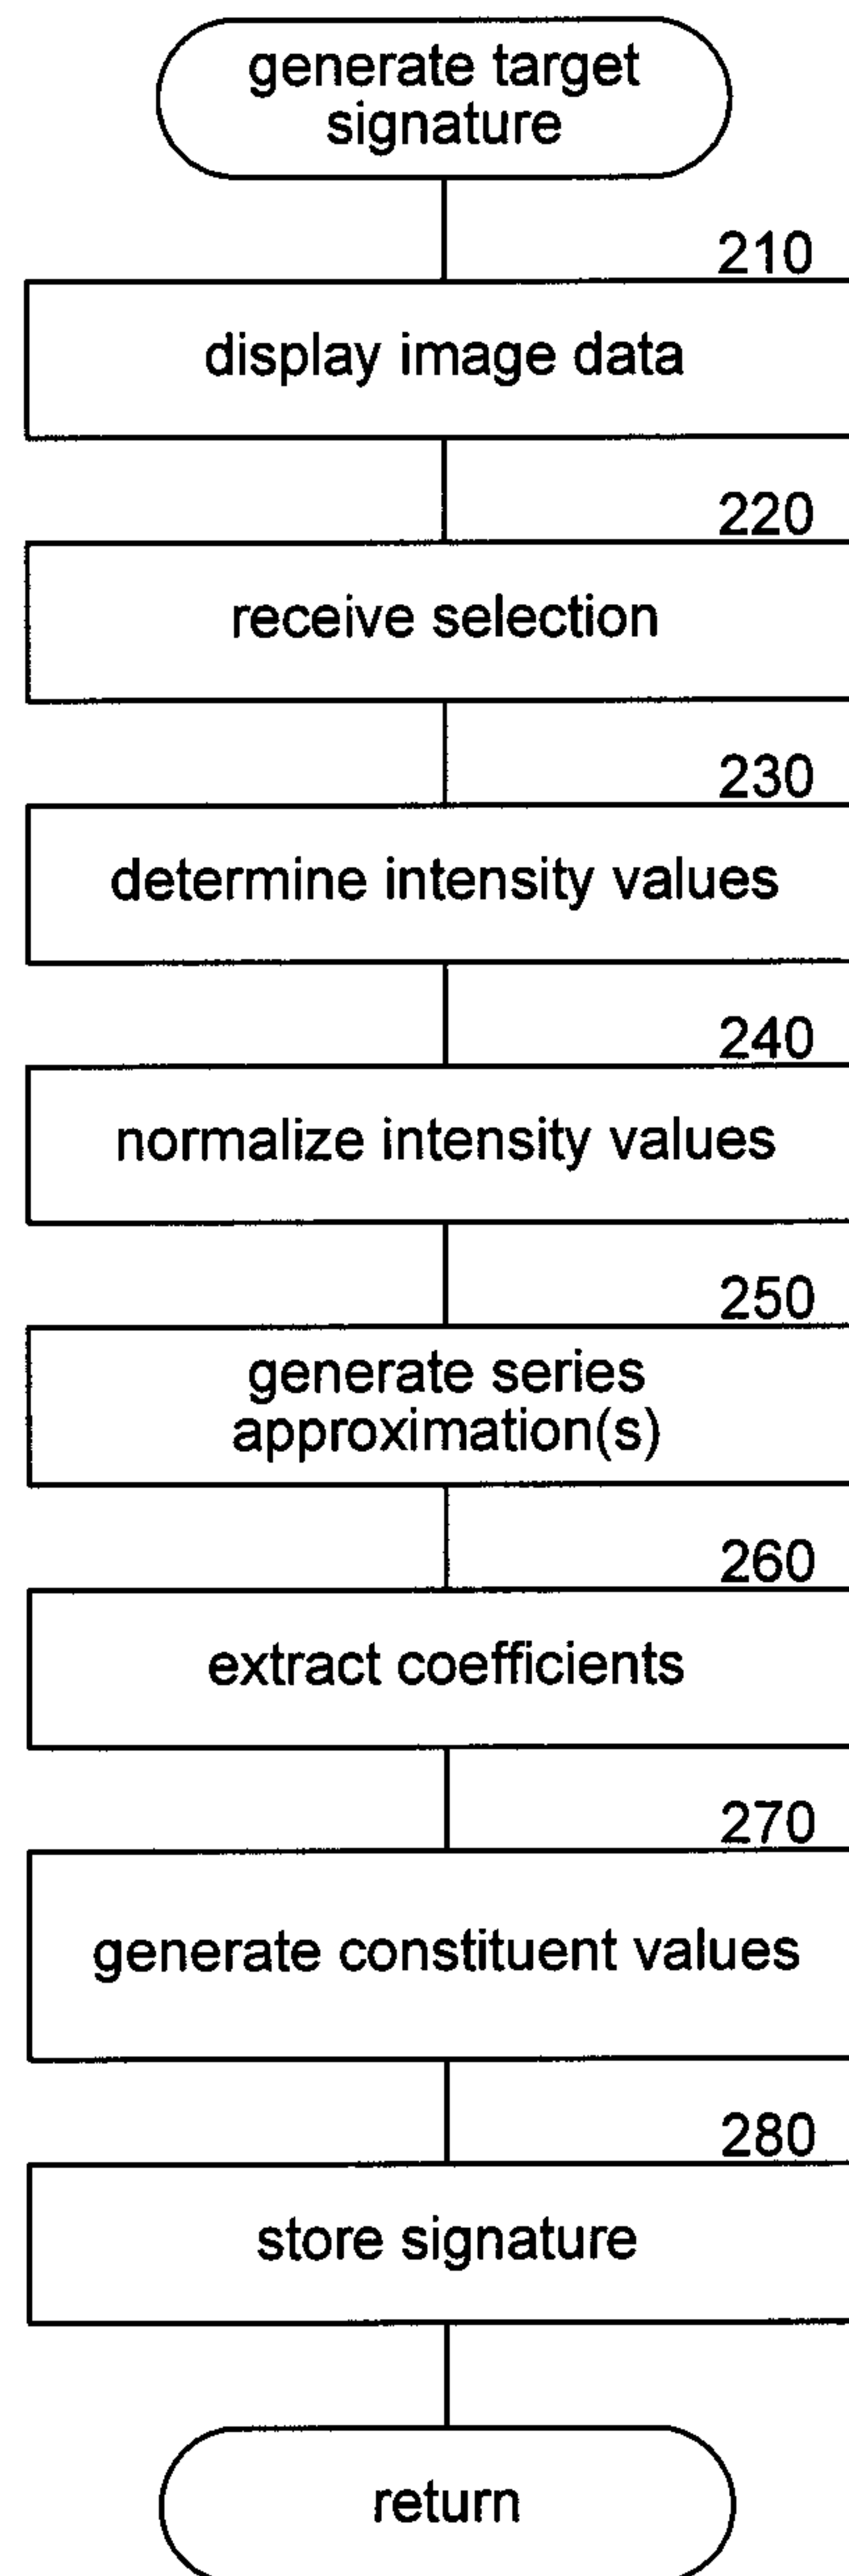 generate target
signature
210
display image data
220
receive selection
230
determine intensity values
240
normalize intensity values
250
generate series
approximation(s)
260
extract coefficients
270
generate constituent values
280
store signature
return